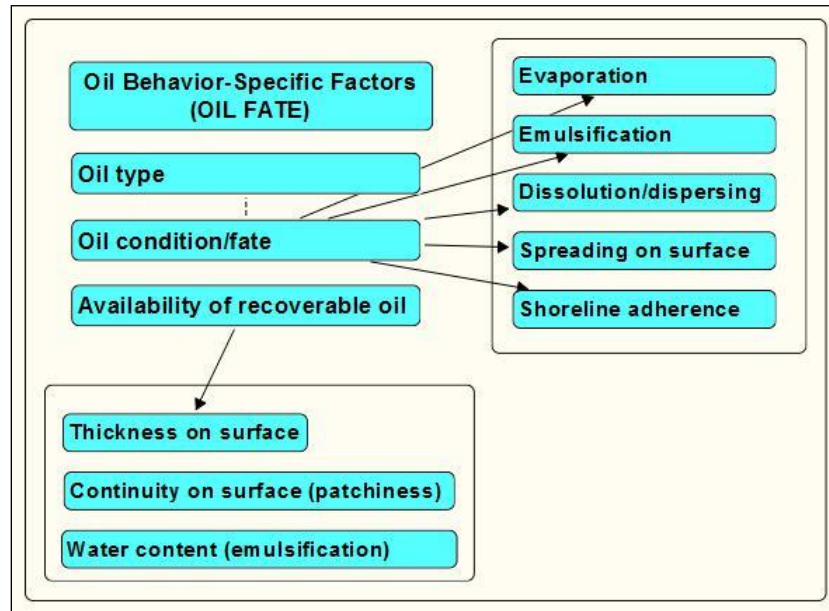 Oil Behavior-Specific Factors
(OIL FATE)
Oil type
Oil condition/fate
Availability of recoverable oil
Evaporation
Emulsification
Dissolution/dispersing
Spreading on surface
Shoreline adherence
Thickness on surface
Continuity on surface (patchiness)
Water content (emulsification)